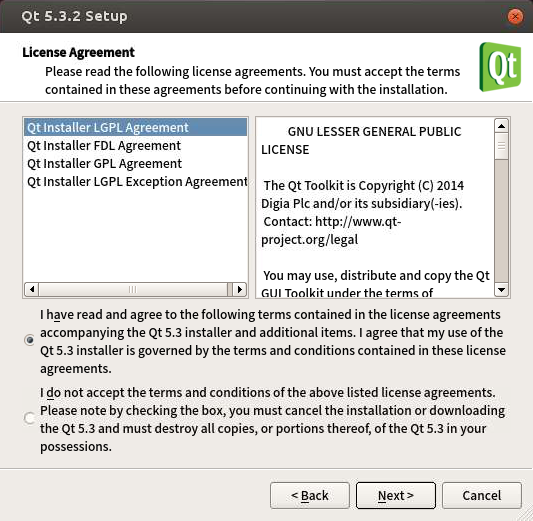 Qt 5.3.2 Setup
License Agreement
Please read the following license agreements. You must accept the terms
contained in these agreements before continuing with the installation.
Qt
Qt Installer LGPL Agreement
Qt Installer FDL Agreement
Qt Installer GPL Agreement
Qt Installer LGPL Exception Agreement
GNU LESSER GENERAL PUBLIC
LICENSE
The Qt Toolkit is Copyright (C) 2014
Digia Plc and/or its subsidiary(-ies).
Contact: http://www.qt-
project.org/legal
You may use, distribute and copy the Qt
GUI Toolkit under the terms of
I have read and agree to the following terms contained in the license agreements
accompanying the Qt 5.3 installer and additional items. I agree that my use of the
Qt 5.3 installer is governed by the terms and conditions contained in these license
agreements.
I do not accept the terms and conditions of the above listed license agreements.
Please note by checking the box, you must cancel the installation or downloading
the Qt 5.3 and must destroy all copies, or portions thereof, of the Qt 5.3 in your
possessions.
< Back
Next >
Cancel